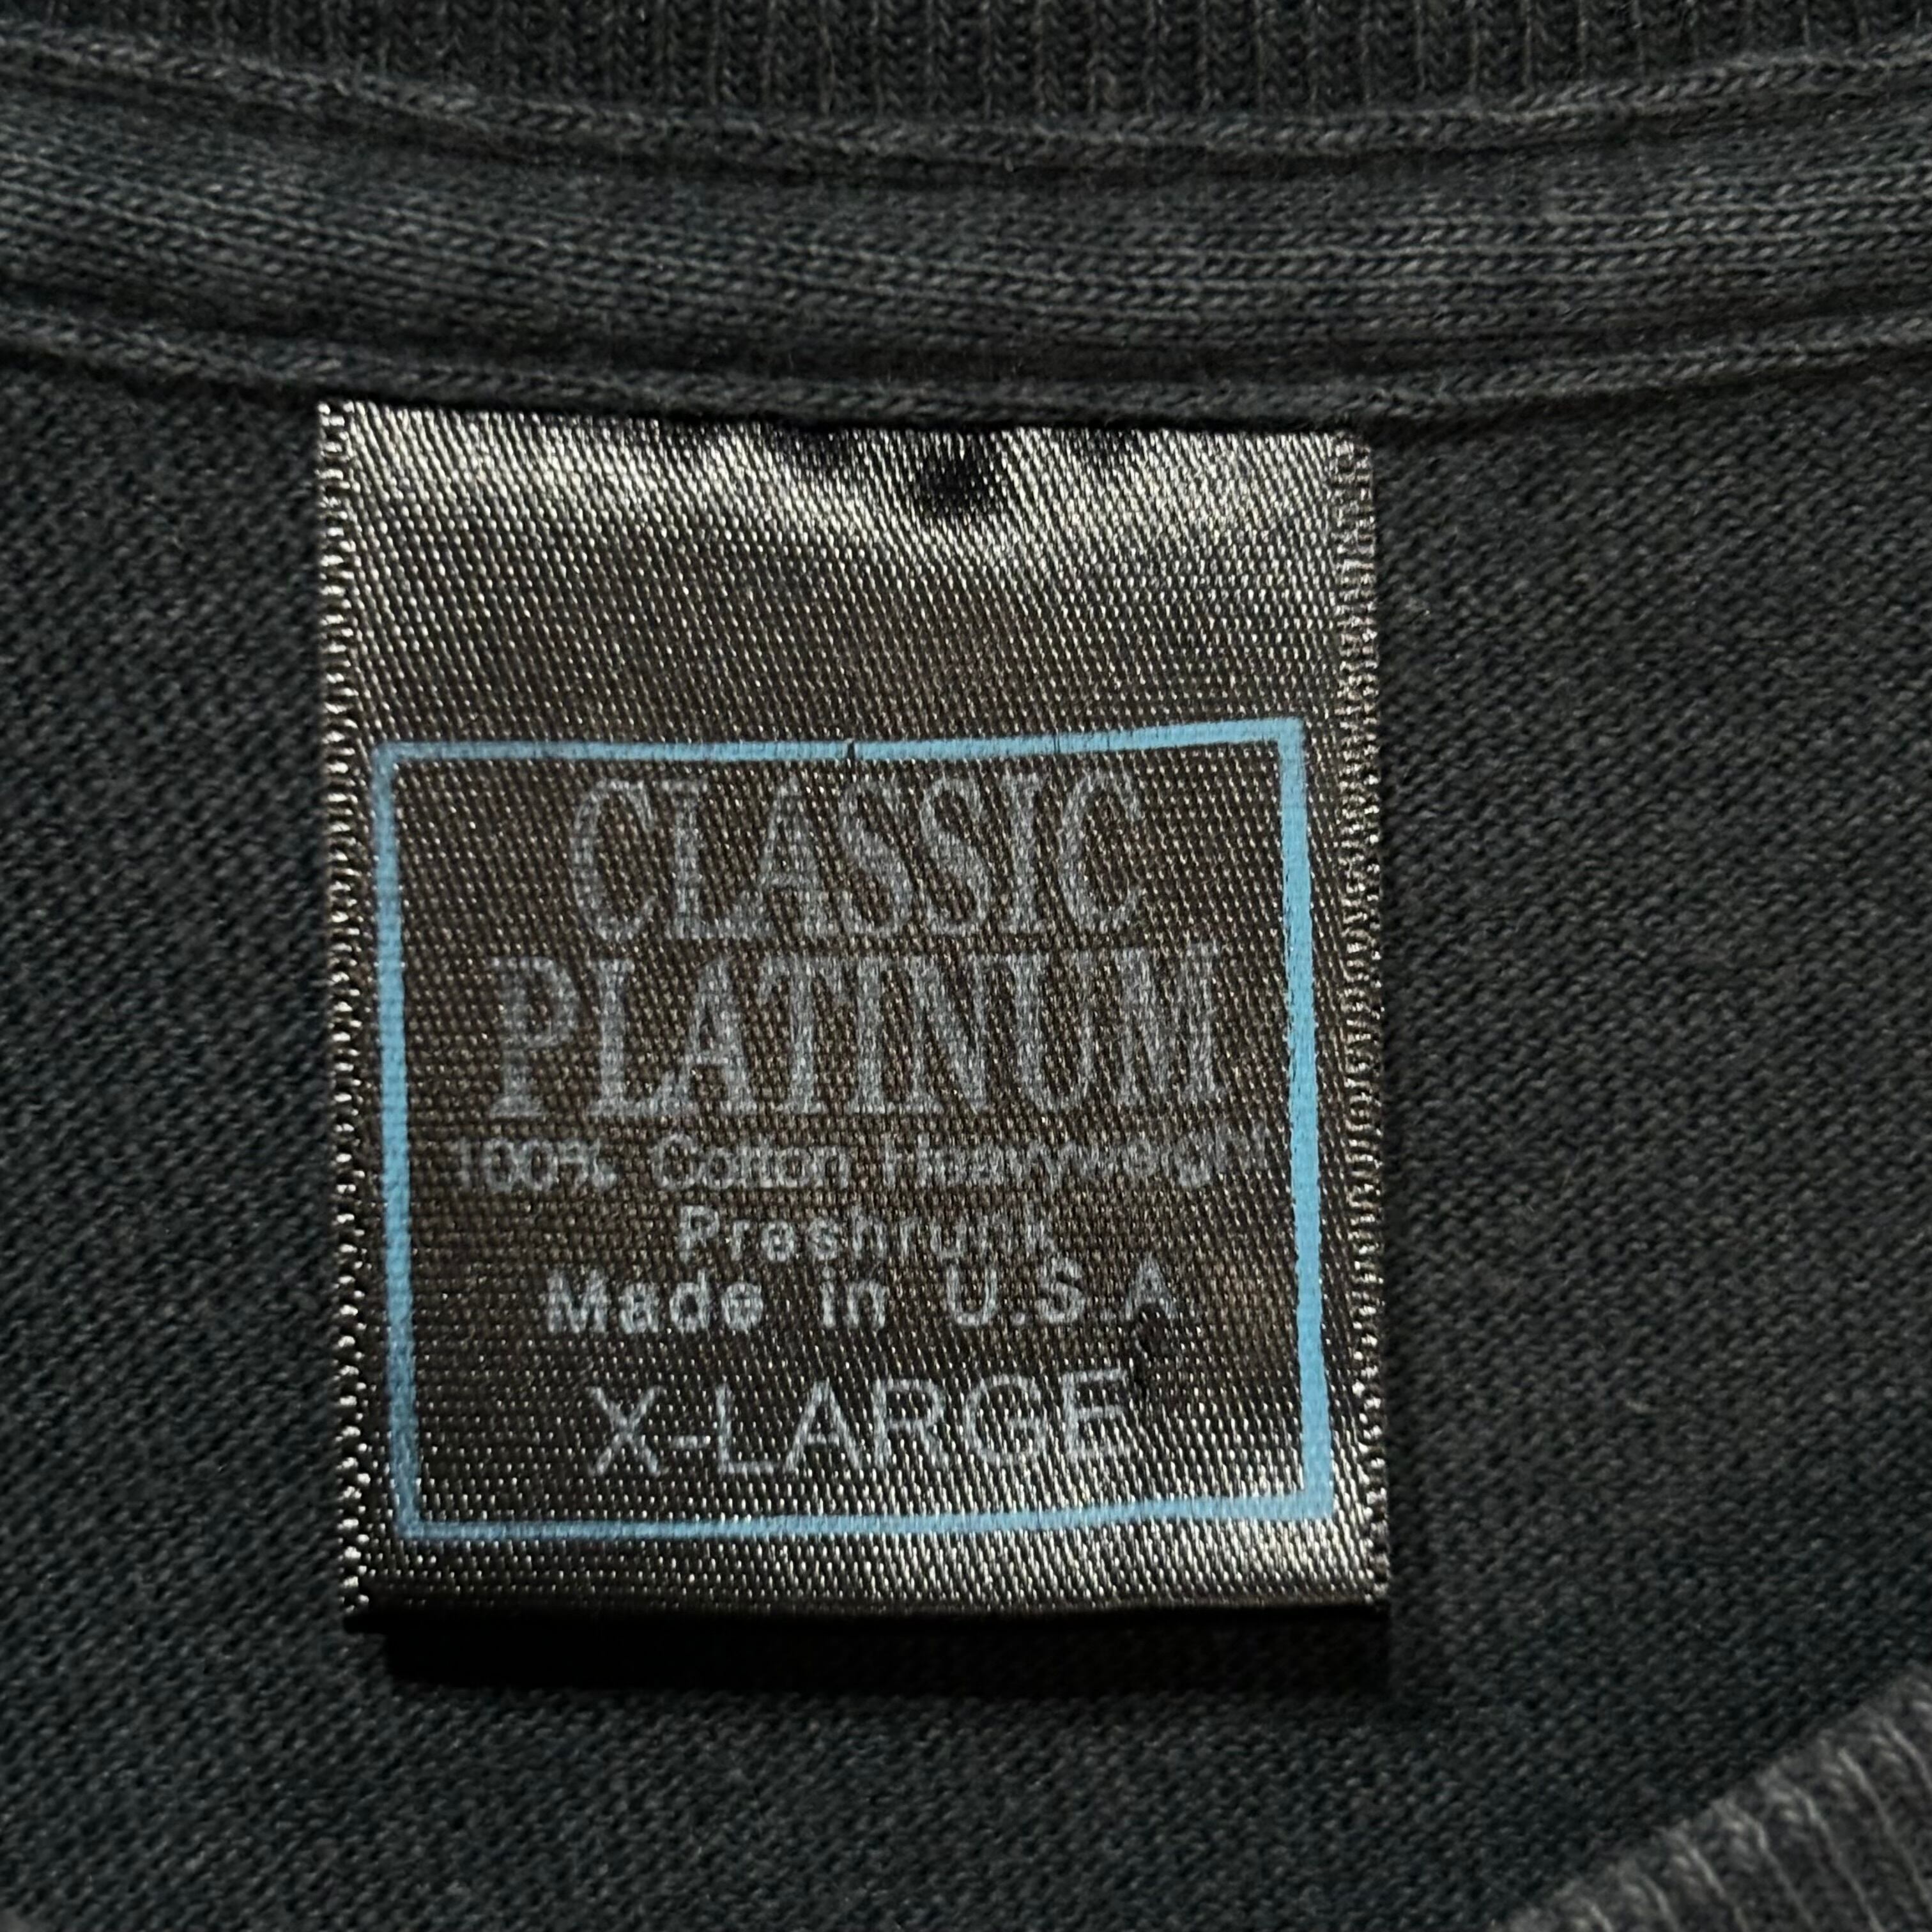 CLASSIC
PLATINUM
100% Cotton Heavyweight
Preshrunk
Made in U.S.A
X-LARGE